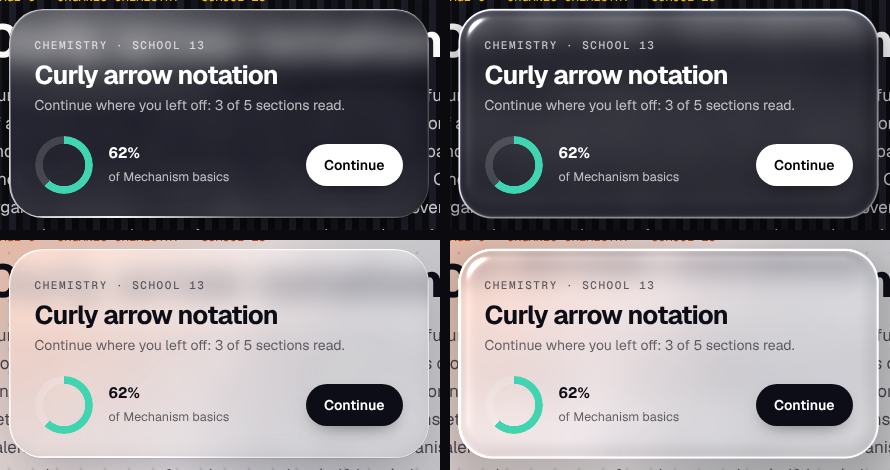 CHEMISTRY · SCHOOL 13
Curly arrow notation
Continue where you left off: 3 of 5 sections read.
62%
of Mechanism basics
Continue
CHEMISTRY · SCHOOL 13
Curly arrow notation
Continue where you left off: 3 of 5 sections read.
62%
of Mechanism basics
Continue
CHEMISTRY · SCHOOL 13
Curly arrow notation
Continue where you left off: 3 of 5 sections read.
62%
of Mechanism basics
Continue
CHEMISTRY · SCHOOL 13
Curly arrow notation
Continue where you left off: 3 of 5 sections read.
62%
of Mechanism basics
Continue